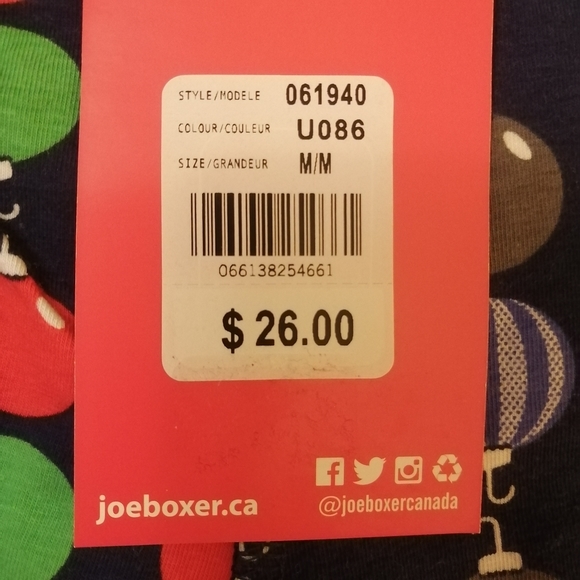 STYLE/MODELE 061940
COLOUR/COULEUR U086
SIZE/GRANDEUR M/M
066138254661
$ 26.00
joeboxer.ca
@joeboxercanada